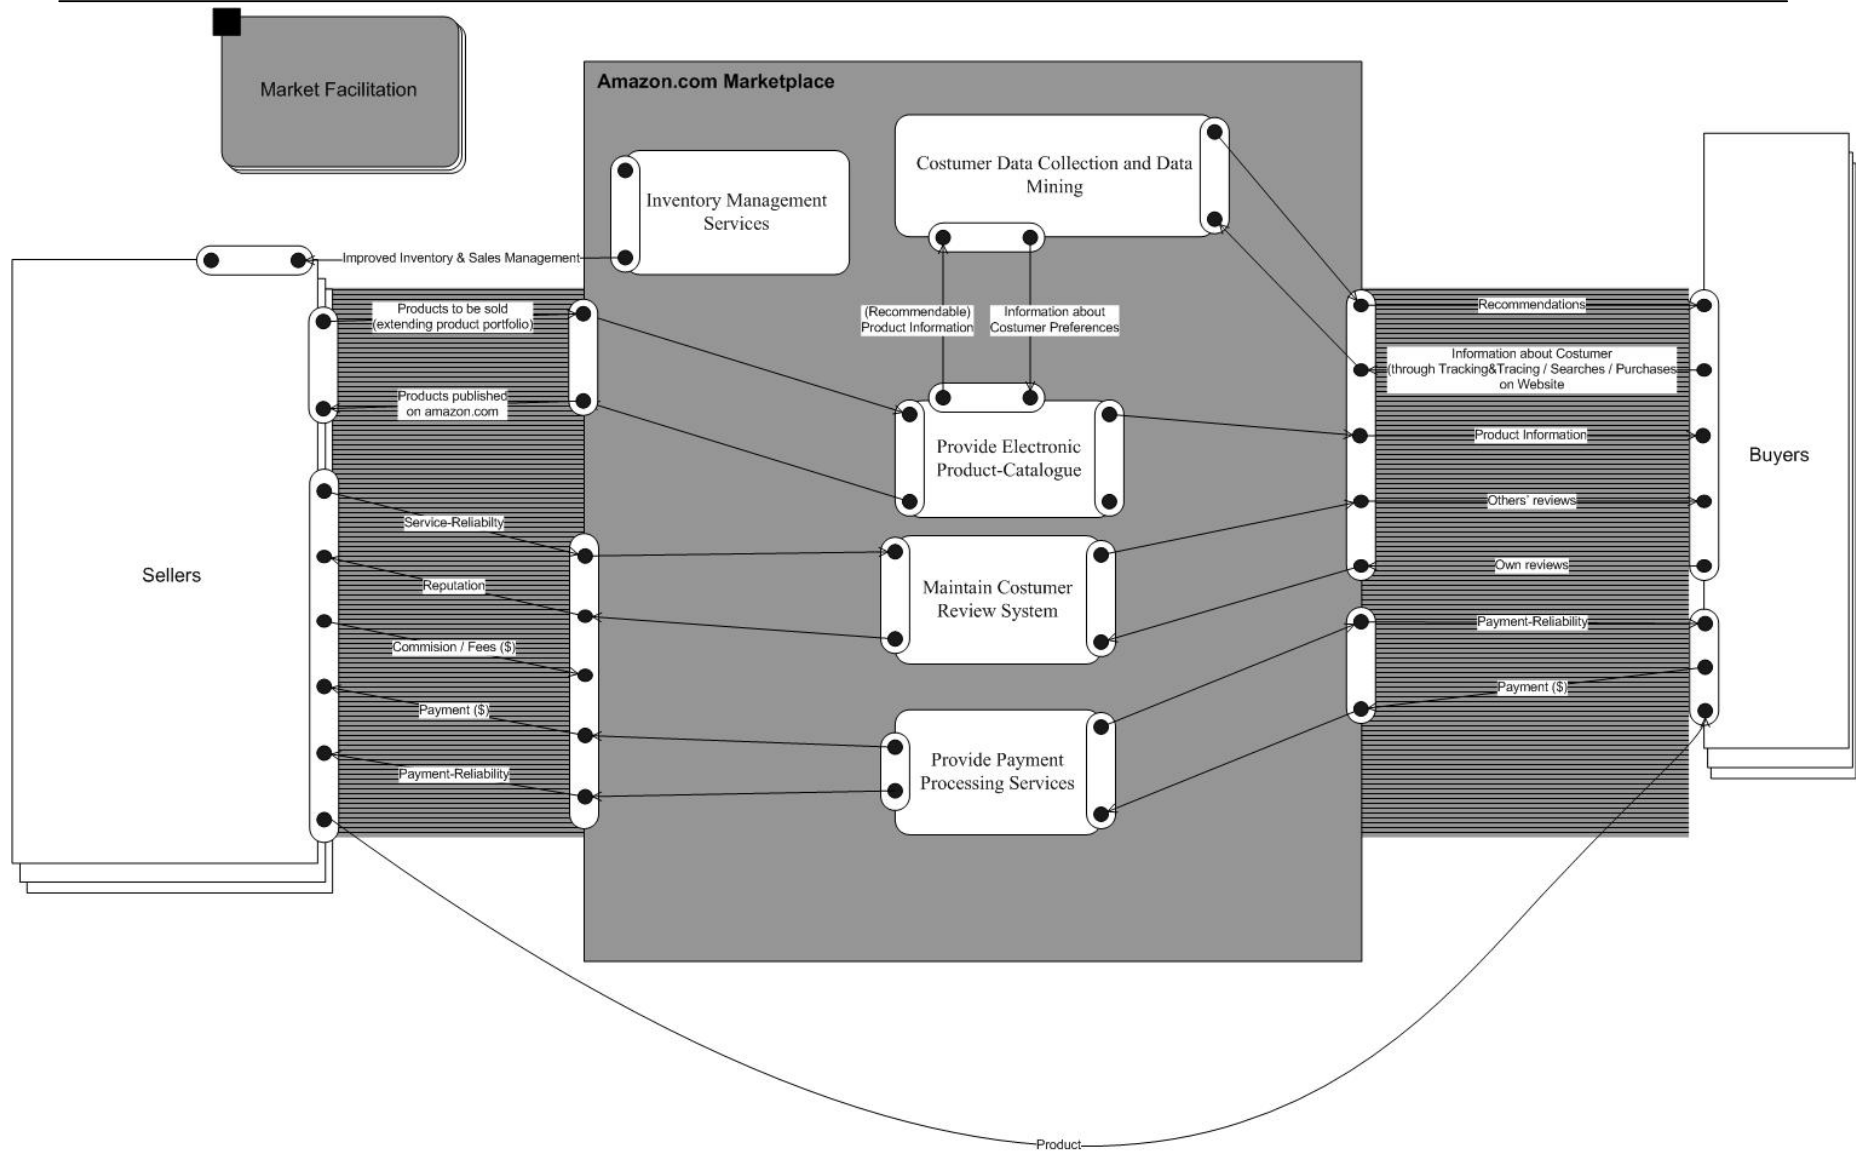 Market Facilitation
Amazon.com Marketplace
Costumer Data Collection and Data
Mining
Inventory Management
Services
Improved Inventory & Sales Management
Products to be sold
(extending product portfolio)
(Recommendable)
Product Information
Information about
Costumer Preferences
Recommendations
Information about Costumer
(through Tracking&Tracing / Searches / Purchases
on Website
Products published
on amazon.com
Provide Electronic
Product-Catalogue
Product Information
Buyers
Others' reviews
Service-Reliabilty
Sellers
Reputation
Maintain Costumer
Review System
Own reviews
Commision / Fees ($)
Payment-Reliability
Payment ($)
Payment ($)
Provide Payment
Processing Services
Payment-Reliability
Product